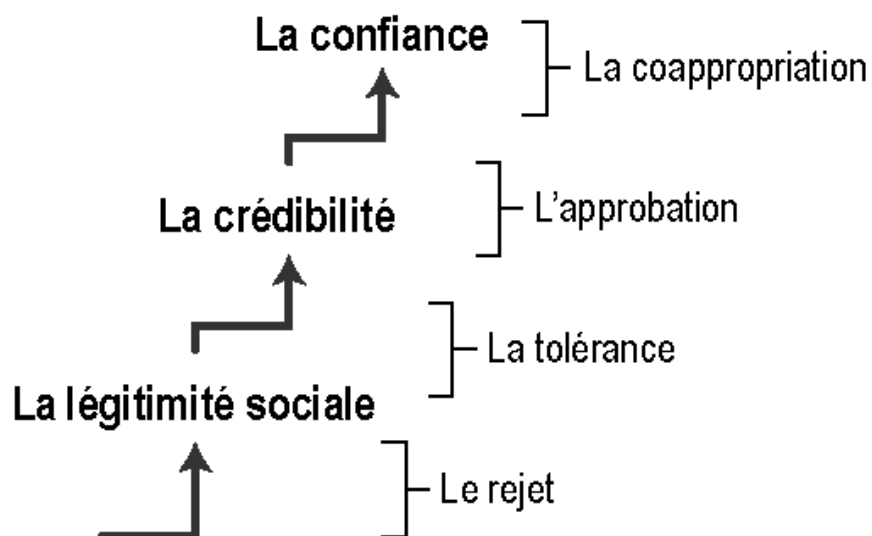 La confiance
La coappropriation
La crédibilité
L'approbation
La tolérance
La légitimité sociale
Le rejet